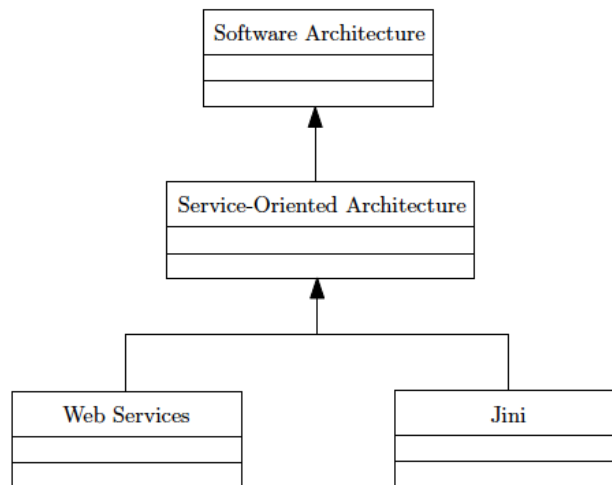 Software Architecture
Service-Oriented Architecture
Web Services
Jini